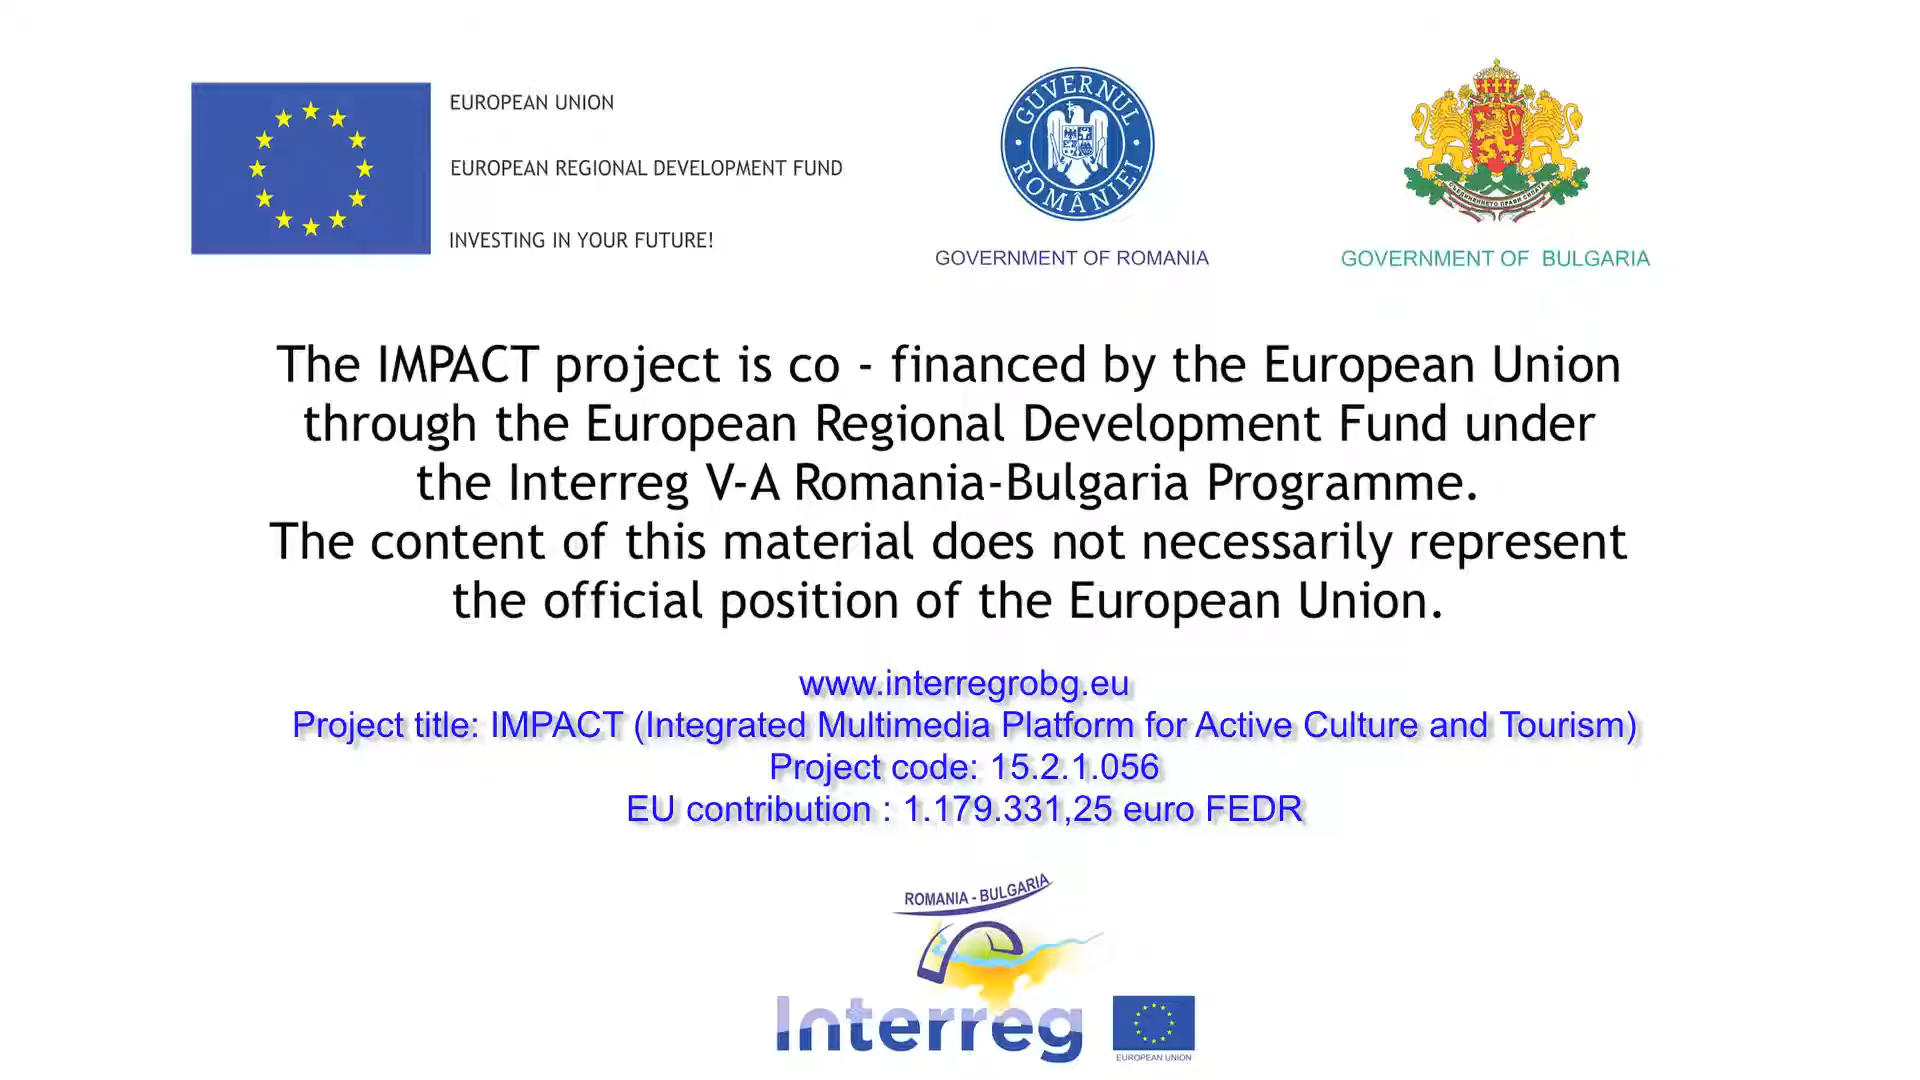 EUROPEAN UNION
EUROPEAN REGIONAL DEVELOPMENT FUND
INVESTING IN YOUR FUTURE!
GUVERNUL
ROMÂNIEI
GOVERNMENT OF ROMANIA
СЪЕДИНЕНИЕТО ПРАВИ СИЛАТА
GOVERNMENT OF BULGARIA
The IMPACT project is co - financed by the European Union
through the European Regional Development Fund under
the Interreg V-A Romania-Bulgaria Programme.
The content of this material does not necessarily represent
the official position of the European Union.
www.interregrobg.eu
Project title: IMPACT (Integrated Multimedia Platform for Active Culture and Tourism)
Project code: 15.2.1.056
EU contribution : 1.179.331,25 euro FEDR
ROMANIA - BULGARIA
Interreg
EUROPEAN UNION